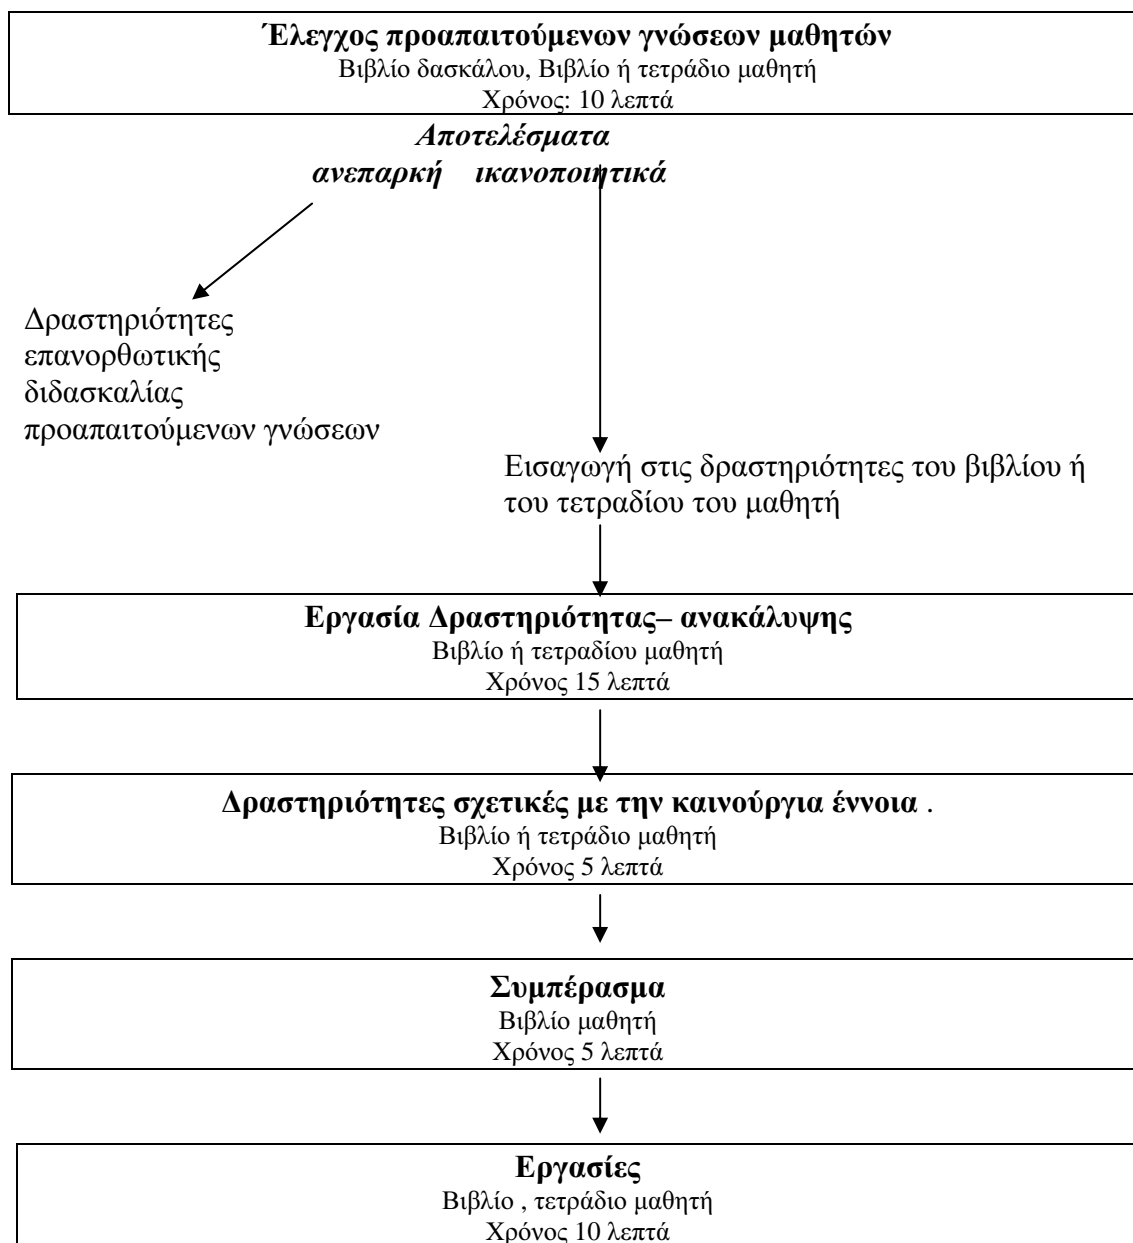 Έλεγχος προαπαιτούμενων γνώσεων μαθητών
Βιβλίο δασκάλου, Βιβλίο ή τετράδιο μαθητή
Χρόνος: 10 λεπτά
Αποτελέσματα
ανεπαρκή ικανοποιητικά
Δραστηριότητες
επανορθωτικής
διδασκαλίας
προαπαιτούμενων γνώσεων
Εισαγωγή στις δραστηριότητες του βιβλίου ή
του τετραδίου του μαθητή
Εργασία Δραστηριότητας– ανακάλυψης
Βιβλίο ή τετραδίου μαθητή
Χρόνος 15 λεπτά
Δραστηριότητες σχετικές με την καινούργια έννοια .
Βιβλίο ή τετράδιο μαθητή
Χρόνος 5 λεπτά
Συμπέρασμα
Βιβλίο μαθητή
Χρόνος 5 λεπτά
Εργασίες
Βιβλίο , τετράδιο μαθητή
Χρόνος 10 λεπτά